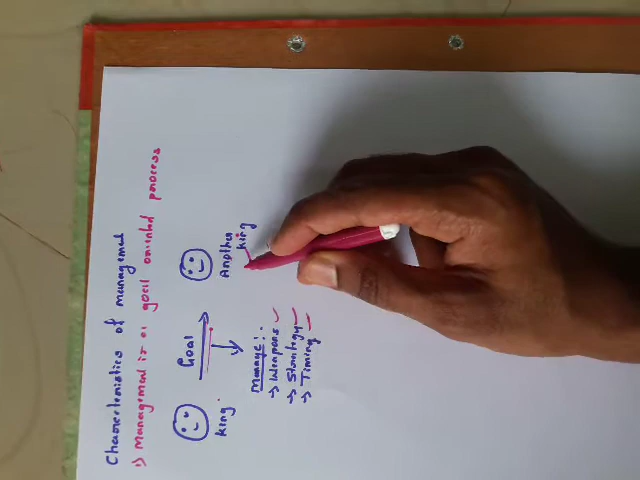 Characteristics of management
1) management is a goal oriented process
Goal
king
Another
king
Manage:
→ Weapons ✓
→ Strategy
→ Timing